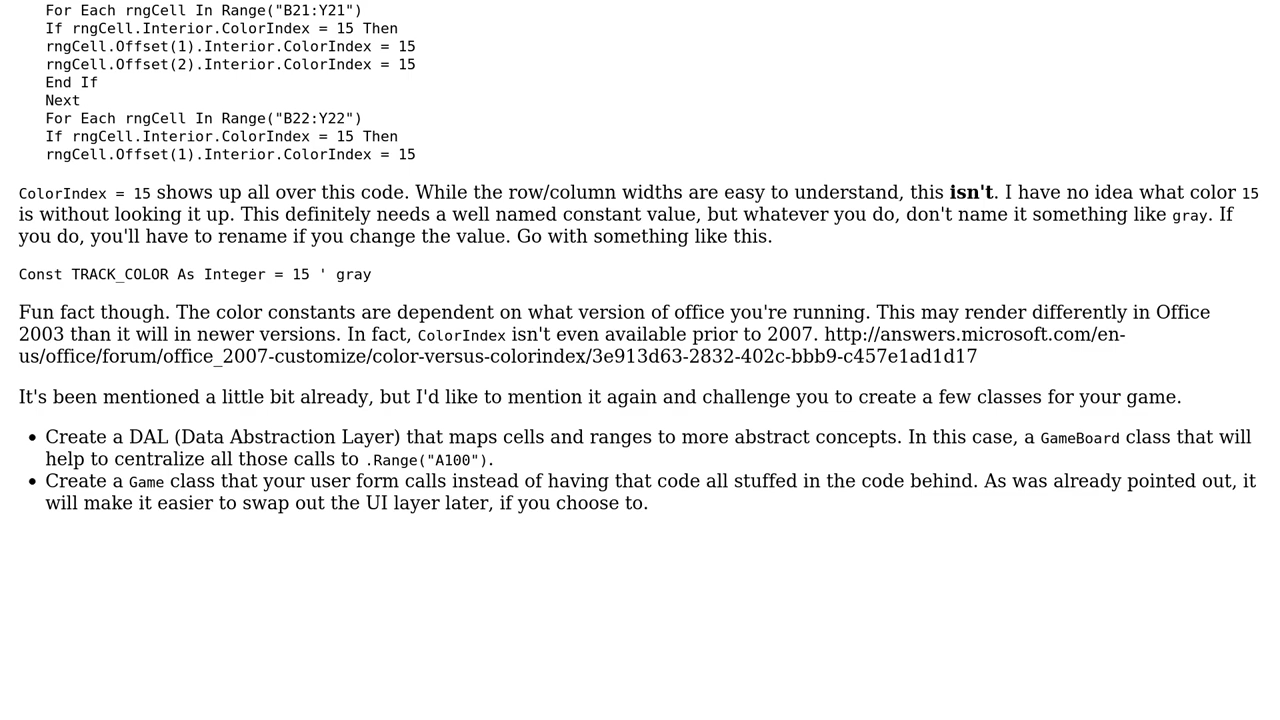 For Each rngCell In Range("B21:Y21")
If rngCell.Interior.ColorIndex = 15 Then
rngCell.Offset(1).Interior.ColorIndex = 15
rngCell.Offset(2).Interior.ColorIndex = 15
End If
Next
For Each rngCell In Range("B22:Y22")
If rngCell.Interior.ColorIndex = 15 Then
rngCell.Offset(1).Interior.ColorIndex = 15
ColorIndex = 15 shows up all over this code. While the row/column widths are easy to understand, this isn't. I have no idea what color 15
is without looking it up. This definitely needs a well named constant value, but whatever you do, don't name it something like gray. If
you do, you'll have to rename if you change the value. Go with something like this.
Const TRACK_COLOR As Integer = 15 ' gray
Fun fact though. The color constants are dependent on what version of office you're running. This may render differently in Office
2003 than it will in newer versions. In fact, ColorIndex isn't even available prior to 2007. http://answers.microsoft.com/en-
us/office/forum/office_2007-customize/color-versus-colorindex/3e913d63-2832-402c-bbb9-c457e1ad1d17
It's been mentioned a little bit already, but I'd like to mention it again and challenge you to create a few classes for your game.
• Create a DAL (Data Abstraction Layer) that maps cells and ranges to more abstract concepts. In this case, a GameBoard class that will
help to centralize all those calls to .Range("A100").
• Create a Game class that your user form calls instead of having that code all stuffed in the code behind. As was already pointed out, it
will make it easier to swap out the UI layer later, if you choose to.